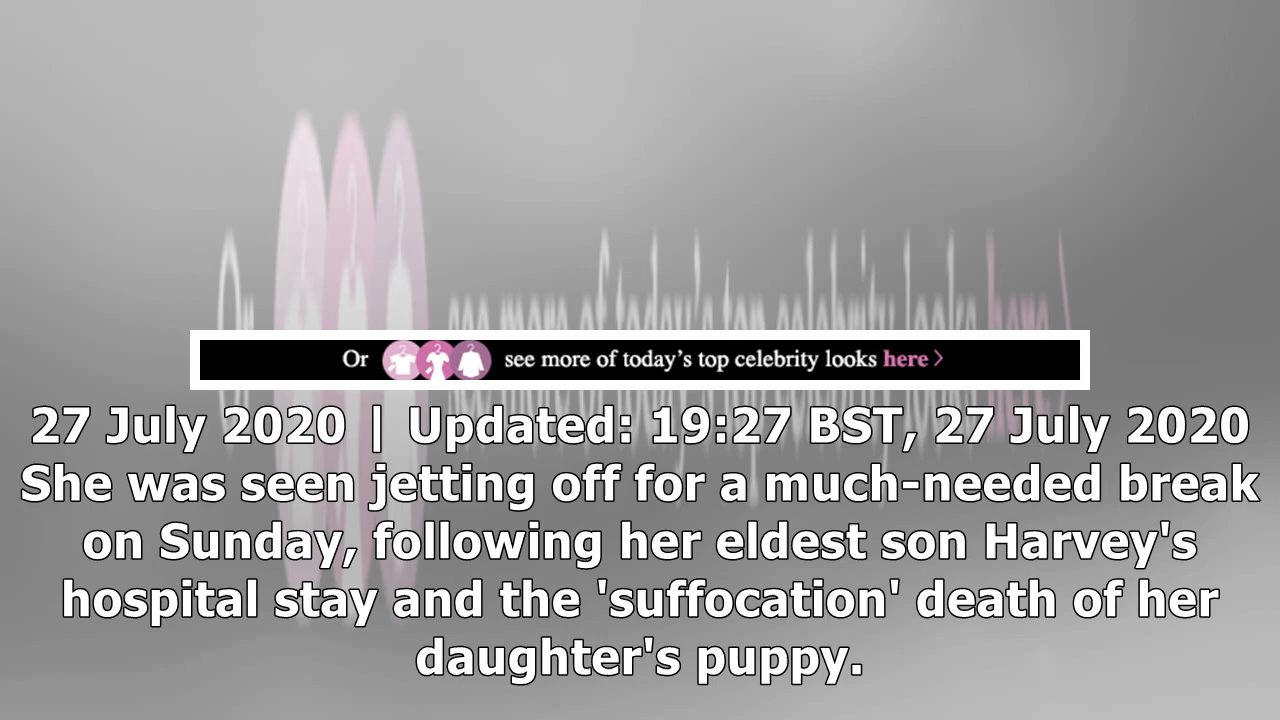 Or see more of today's top celebrity looks here >
27 July 2020 | Updated: 19:27 BST, 27 July 2020
She was seen jetting off for a much-needed break
on Sunday, following her eldest son Harvey's
hospital stay and the 'suffocation' death of her
daughter's puppy.